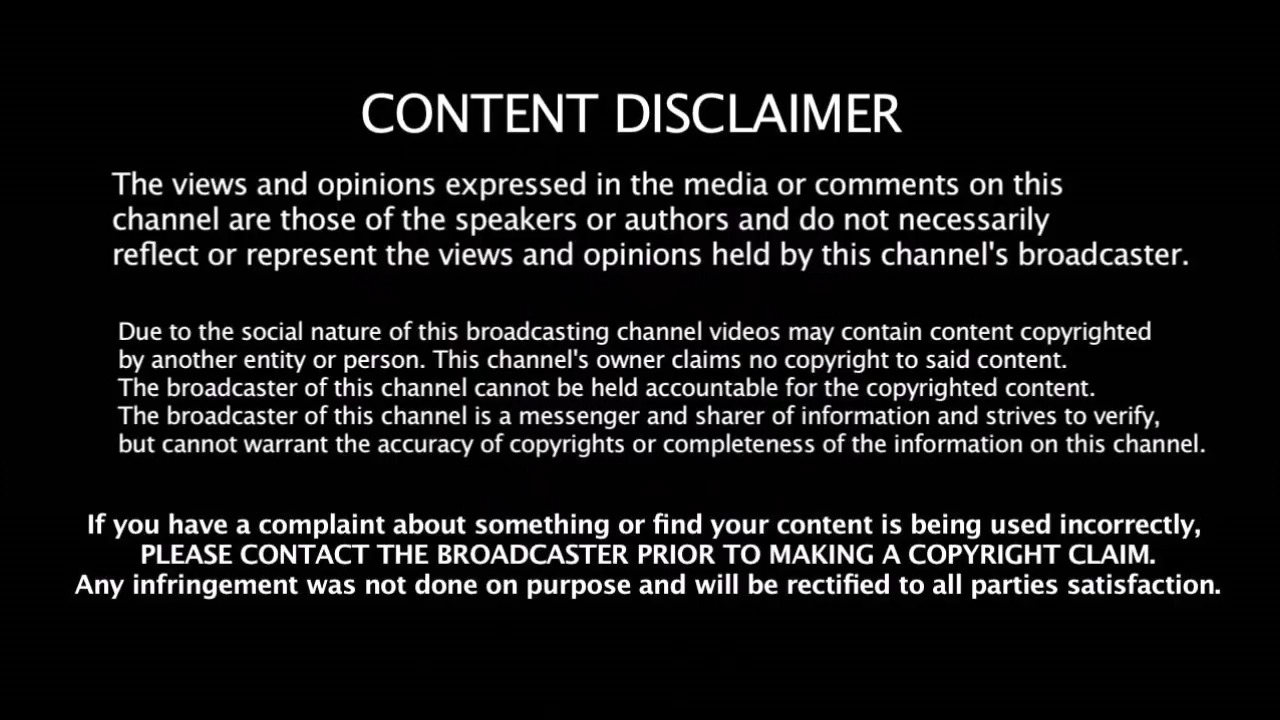 CONTENT DISCLAIMER
The views and opinions expressed in the media or comments on this
channel are those of the speakers or authors and do not necessarily
reflect or represent the views and opinions held by this channel's broadcaster.
Due to the social nature of this broadcasting channel videos may contain content copyrighted
by another entity or person. This channel's owner claims no copyright to said content.
The broadcaster of this channel cannot be held accountable for the copyrighted content.
The broadcaster of this channel is a messenger and sharer of information and strives to verify,
but cannot warrant the accuracy of copyrights or completeness of the information on this channel.
If you have a complaint about something or find your content is being used incorrectly,
PLEASE CONTACT THE BROADCASTER PRIOR TO MAKING A COPYRIGHT CLAIM.
Any infringement was not done on purpose and will be rectified to all parties satisfaction.